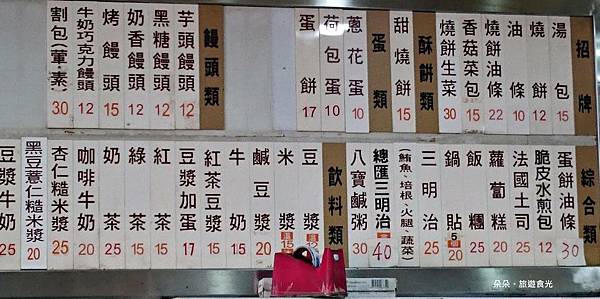 招牌
湯包 15
燒餅 12
油條 10
燒餅油條 22
香菇菜包 15
燒餅生菜 30
酥餅類
甜燒餅 15
蛋類
蔥花蛋 10
荷包蛋 10
蛋餅 17
饅頭類
芋頭饅頭 12
黑糖饅頭 12
奶香饅頭 12
烤饅頭 15
牛奶巧克力饅頭 12
割包(葷·素) 30
綜合類
蛋餅油條 30
脆皮水煎包 12
法國土司 25
蘿蔔糕 20
飯糰 25
鍋貼 5個 20
三明治 25
(鮪魚、培根、火腿、蔬菜)
總匯三明治 40
八寶鹹粥 30
飲料類
豆漿
米漿 15
鹹豆漿 20
牛奶 15
紅茶豆漿 15
豆漿加蛋 17
紅茶 15
綠茶 15
奶茶 25
咖啡牛奶 20
杏仁糙米漿 25
黑豆薏仁糙米漿 20
豆漿牛奶 25
朵朵·旅遊食光